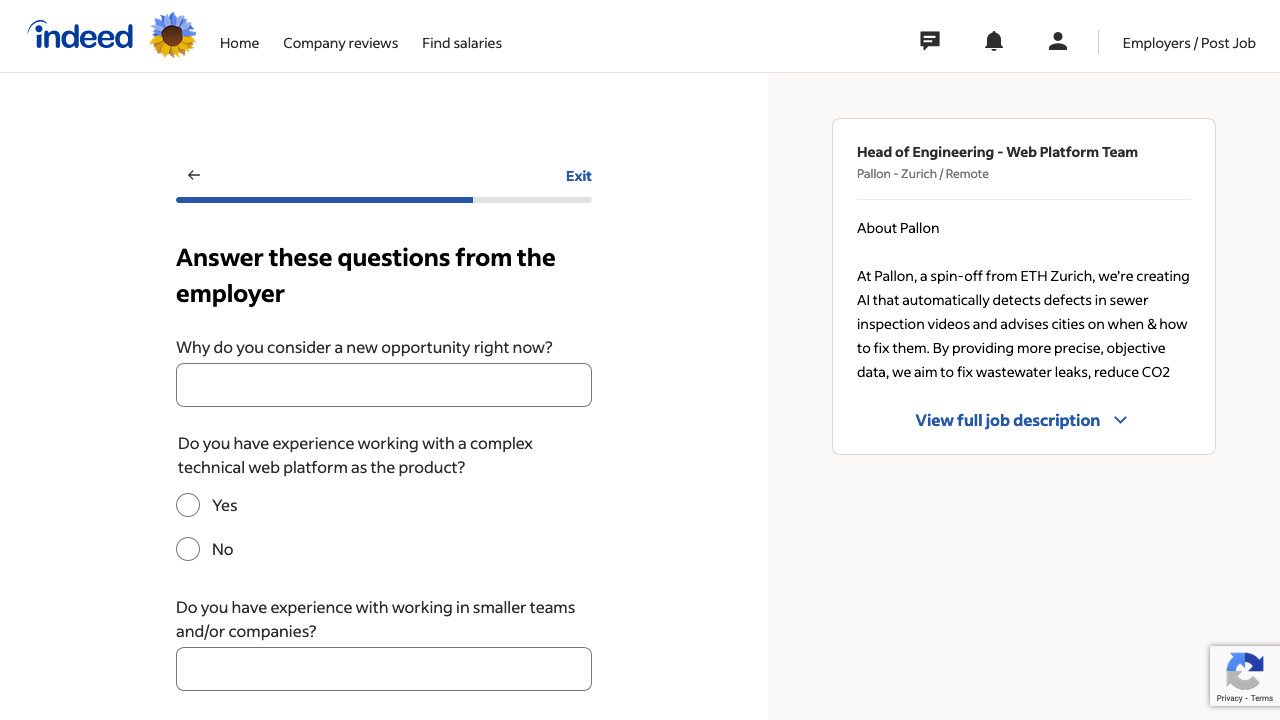 indeed
Home
Company reviews
Find salaries
Employers / Post Job
Exit
Answer these questions from the
employer
Why do you consider a new opportunity right now?
Do you have experience working with a complex
technical web platform as the product?
Yes
No
Do you have experience with working in smaller teams
and/or companies?
Head of Engineering - Web Platform Team
Pallon - Zurich / Remote
About Pallon
At Pallon, a spin-off from ETH Zurich, we're creating
AI that automatically detects defects in sewer
inspection videos and advises cities on when & how
to fix them. By providing more precise, objective
data, we aim to fix wastewater leaks, reduce CO2
View full job description
Privacy - Terms